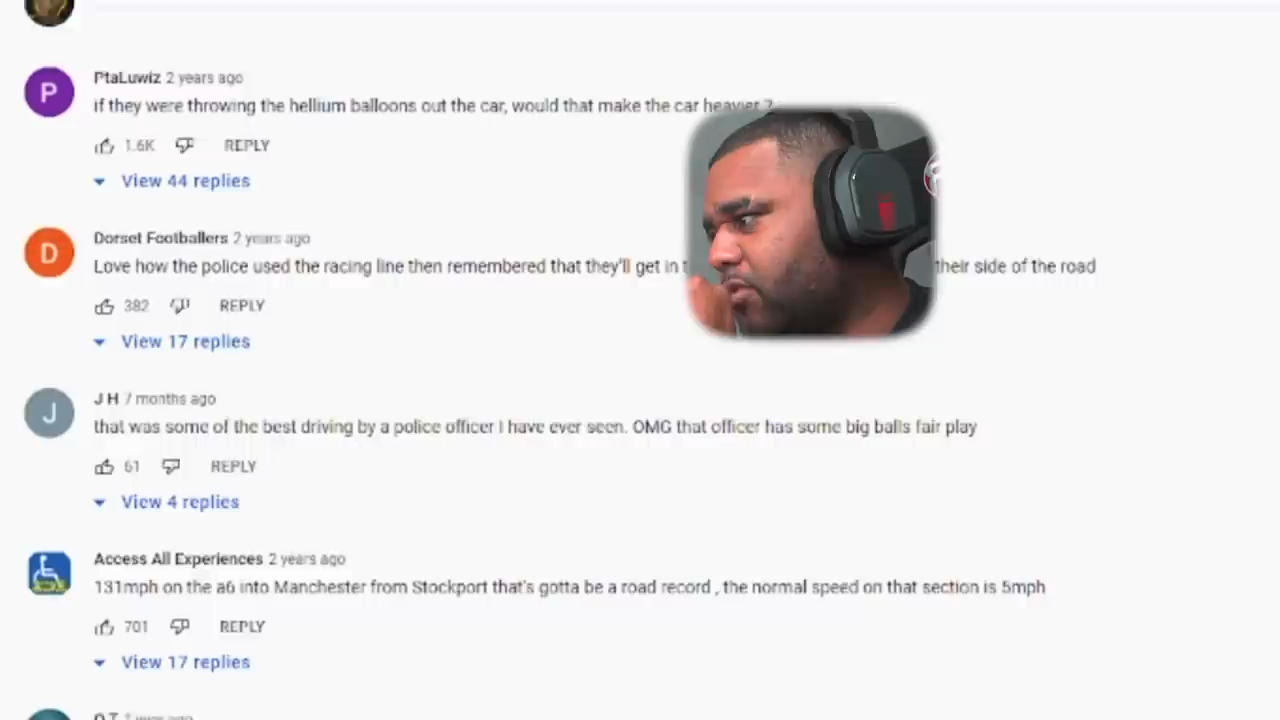 P
PtaLuwiz 2 years ago
if they were throwing the hellium balloons out the car, would that make the car heavier ?
1.6K REPLY
View 44 replies
D
Dorset Footballers 2 years ago
Love how the police used the racing line then remembered that they'll get in their side of the road
382 REPLY
View 17 replies
J
J H 7 months ago
that was some of the best driving by a police officer I have ever seen. OMG that officer has some big balls fair play
61 REPLY
View 4 replies
Access All Experiences 2 years ago
131mph on the a6 into Manchester from Stockport that's gotta be a road record , the normal speed on that section is 5mph
701 REPLY
View 17 replies